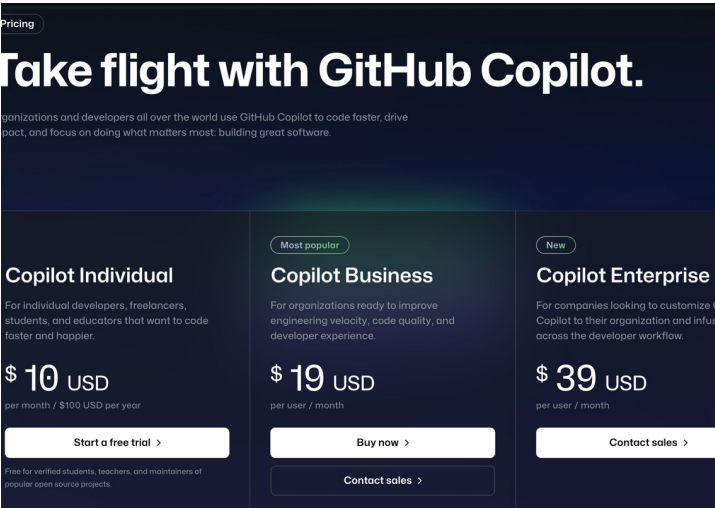 Pricing
Take flight with GitHub Copilot.
rganizations and developers all over the world use GitHub Copilot to code faster, drive
pact, and focus on doing what matters most: building great software.
Most popular
New
Copilot Individual
Copilot Business
Copilot Enterprise
For individual developers, freelancers,
students, and educators that want to code
faster and happier.
For organizations ready to improve
engineering velocity, code quality, and
developer experience.
For companies looking to customize
Copilot to their organization and infus
across the developer workflow.
$ 10 USD
per month / $100 USD per year
$ 19 USD
per user / month
$ 39 USD
per user / month
Start a free trial >
Buy now >
Contact sales >
Free for verified students, teachers, and maintainers of
popular open source projects.
Contact sales >